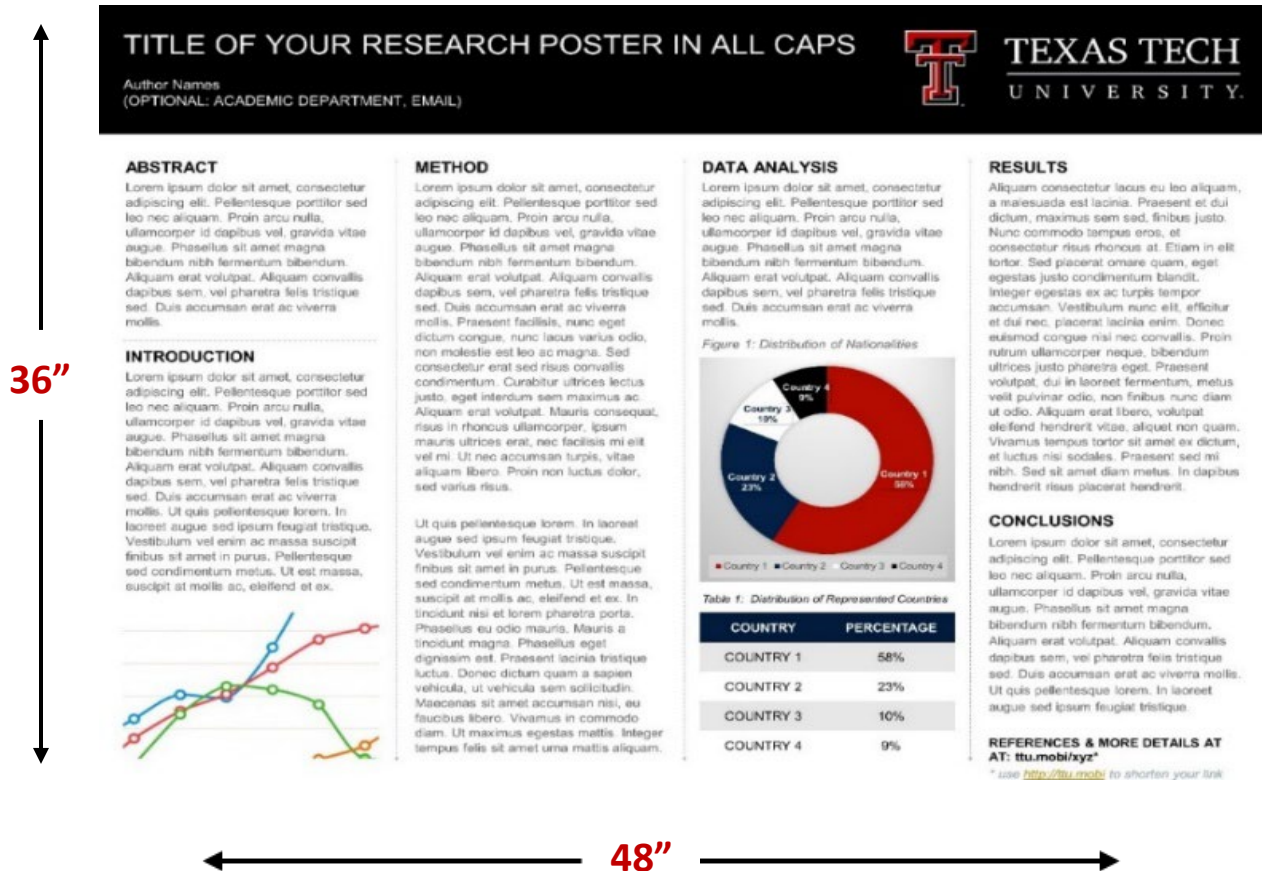 TITLE OF YOUR RESEARCH POSTER IN ALL CAPS
Author Names
(OPTIONAL: ACADEMIC DEPARTMENT, EMAIL)
TEXAS TECH
UNIVERSITY.
36”
ABSTRACT
Lorem ipsum dolor sit amet, consectetur
adipiscing elit. Pellentesque porttitor sed
leo nec aliquam. Proin arcu nulla,
ullamcorper id dapibus vel, gravida vitae
augue. Phasellus sit amet magna
bibendum nibh fermentum bibendum.
Aliquam erat volutpat. Aliquam convallis
dapibus sem, vel pharetra felis tristique
sed. Duis accumsan erat ac viverra
mollis.
INTRODUCTION
Lorem ipsum dolor sit amet, consectetur
adipiscing elit. Pellentesque porttitor sed
leo nec aliquam. Proin arcu nulla,
ullamcorper id dapibus vel, gravida vitae
augue. Phasellus sit amet magna
bibendum nibh fermentum bibendum.
Aliquam erat volutpat. Aliquam convallis
dapibus sem, vel pharetra felis tristique
sed. Duis accumsan erat ac viverra
mollis. Ut quis pellentesque lorem. In
laoreet augue sed ipsum feugiat tristique.
Vestibulum vel enim ac massa suscipit
finibus sit amet in purus. Pellentesque
sed condimentum metus. Ut est massa,
suscipit at mollis ac, eleifend et ex.
METHOD
Lorem ipsum dolor sit amet, consectetur
adipiscing elit. Pellentesque porttitor sed
leo nec aliquam. Proin arcu nulla,
ullamcorper id dapibus vel, gravida vitae
augue. Phasellus sit amet magna
bibendum nibh fermentum bibendum.
Aliquam erat volutpat. Aliquam convallis
dapibus sem, vel pharetra felis tristique
sed. Duis accumsan erat ac viverra
mollis. Praesent facilisis, nunc eget
dictum congue, nunc lacus varius odio,
non molestie est leo ac magna. Sed
consectetur erat sed risus convallis
condimentum. Curabitur ultrices lectus
justo, eget interdum sem maximus ac.
Aliquam erat volutpat. Mauris consequat,
risus in rhoncus ullamcorper, ipsum
mauris ultrices erat, nec facilisis mi elit
vel mi. Ut nec accumsan turpis, vitae
aliquam libero. Proin non luctus dolor,
sed varius risus.
Ut quis pellentesque lorem. In laoreet
augue sed ipsum feugiat tristique.
Vestibulum vel enim ac massa suscipit
finibus sit amet in purus. Pellentesque
sed condimentum metus. Ut est massa,
suscipit at mollis ac, eleifend et ex. In
tincidunt nisi et lorem pharetra porta.
Phasellus eu odio mauris. Mauris a
tincidunt magna. Phasellus eget
dignissim est. Praesent lacinia tristique
luctus. Donec dictum quam a sapien
vehicula, ut vehicula sem sollicitudin.
Maecenas sit amet accumsan nisi, eu
faucibus libero. Vivamus in commodo
diam. Ut maximus egestas mattis. Integer
tempus felis sit amet urna mattis aliquam.
DATA ANALYSIS
Lorem ipsum dolor sit amet, consectetur
adipiscing elit. Pellentesque porttitor sed
leo nec aliquam. Proin arcu nulla,
ullamcorper id dapibus vel, gravida vitae
augue. Phasellus sit amet magna
bibendum nibh fermentum bibendum.
Aliquam erat volutpat. Aliquam convallis
dapibus sem, vel pharetra felis tristique
sed. Duis accumsan erat ac viverra
mollis.
Figure 1: Distribution of Nationalities
Country 4
9%
Country 3
10%
Country 2
23%
Country 1
58%
Country 1 Country 2 Country 3 Country 4
Table 1: Distribution of Represented Countries
COUNTRY PERCENTAGE
COUNTRY 1 58%
COUNTRY 2 23%
COUNTRY 3 10%
COUNTRY 4 9%
RESULTS
Aliquam consectetur lacus eu leo aliquam,
a malesuada est lacinia. Praesent et dui
dictum, maximus sem sed, finibus justo.
Nunc commodo tempus eros, et
consectetur risus rhoncus at. Etiam in elit
tortor. Sed placerat ornare quam, eget
egestas justo condimentum blandit.
Integer egestas ex ac turpis tempor
accumsan. Vestibulum nunc elit, efficitur
et dui nec, placerat lacinia enim. Donec
euismod congue nisi nec convallis. Proin
rutrum ullamcorper neque, bibendum
ultrices justo pharetra eget. Praesent
volutpat, dui in laoreet fermentum, metus
velit pulvinar odio, non finibus nunc diam
ut odio. Aliquam erat libero, volutpat
eleifend hendrerit vitae, aliquet non quam.
Vivamus tempus tortor sit amet ex dictum,
et luctus nisi sodales. Praesent sed mi
nibh. Sed sit amet diam metus. In dapibus
hendrerit risus placerat hendrerit.
CONCLUSIONS
Lorem ipsum dolor sit amet, consectetur
adipiscing elit. Pellentesque porttitor sed
leo nec aliquam. Proin arcu nulla,
ullamcorper id dapibus vel, gravida vitae
augue. Phasellus sit amet magna
bibendum nibh fermentum bibendum.
Aliquam erat volutpat. Aliquam convallis
dapibus sem, vel pharetra felis tristique
sed. Duis accumsan erat ac viverra mollis.
Ut quis pellentesque lorem. In laoreet
augue sed ipsum feugiat tristique.
REFERENCES & MORE DETAILS AT
AT: ttu.mobi/xyz*
* use http://ttu.mobi to shorten your link
48”